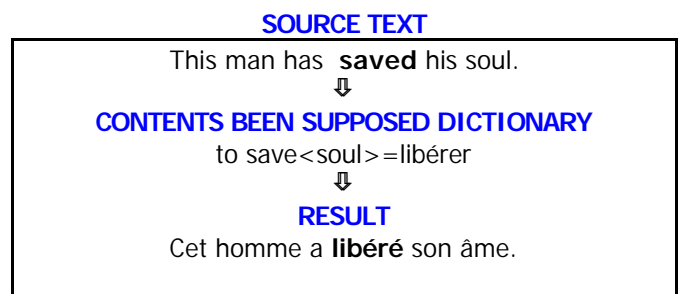 SOURCE TEXT
This man has saved his soul.
⇩
CONTENTS BEEN SUPPOSED DICTIONARY
to save<soul>=libérer
⇩
RESULT
Cet homme a libéré son âme.